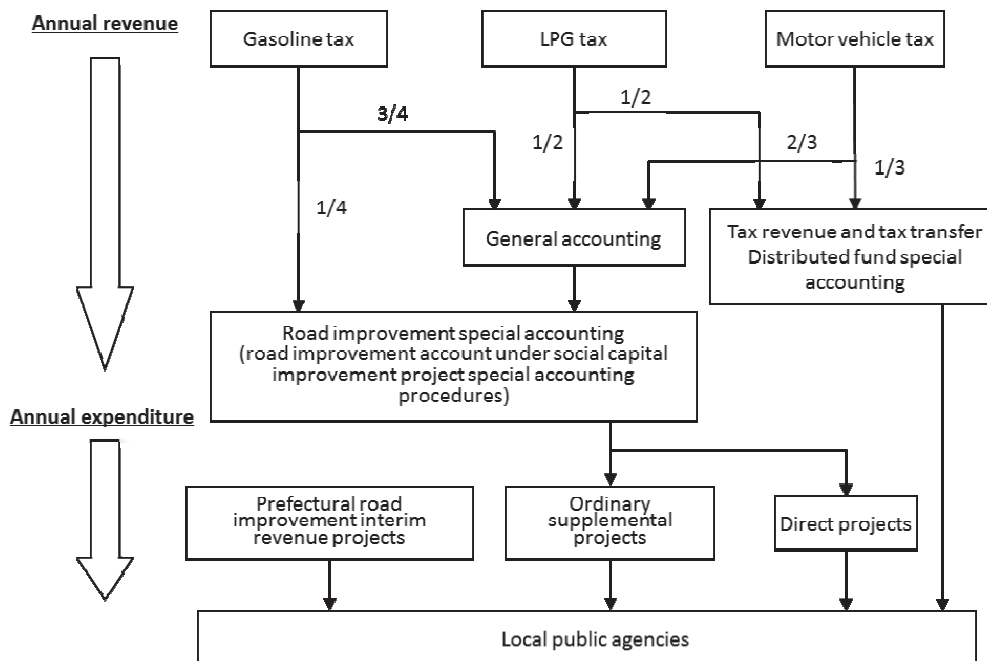 Annual revenue
Gasoline tax
LPG tax
Motor vehicle tax
3/4
1/2
1/2
2/3
1/3
1/4
General accounting
Tax revenue and tax transfer
Distributed fund special
accounting
Road improvement special accounting
(road improvement account under social capital
improvement project special accounting
procedures)
Annual expenditure
Prefectural road
improvement interim
revenue projects
Ordinary
supplemental
projects
Direct projects
Local public agencies